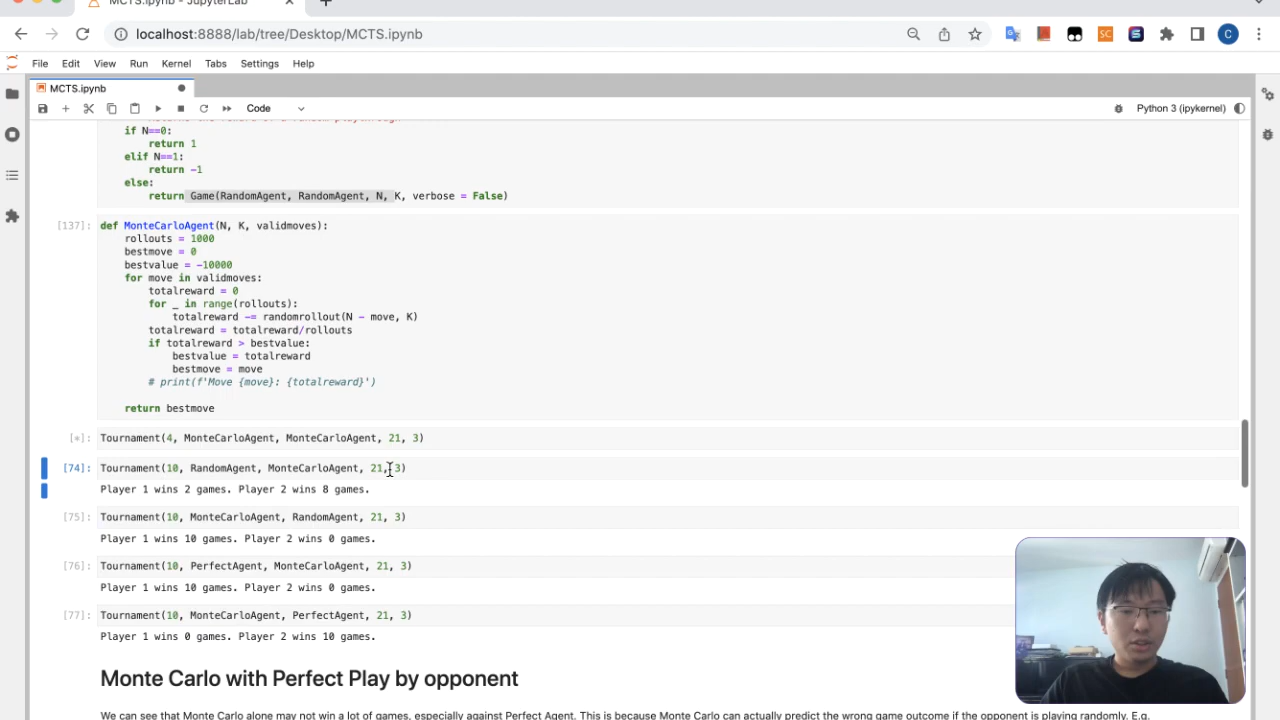 MCTS.ipynb - JupyterLab
localhost:8888/lab/tree/Desktop/MCTS.ipynb
SC
S
C
File Edit View Run Kernel Tabs Settings Help
MCTS.ipynb
Code
Python 3 (ipykernel)
if N==0:
return 1
elif N==1:
return -1
else:
return Game(RandomAgent, RandomAgent, N, K, verbose = False)
[137]: def MonteCarloAgent(N, K, validmoves):
rollouts = 1000
bestmove = 0
bestvalue = -10000
for move in validmoves:
totalreward = 0
for _ in range(rollouts):
totalreward -= randomrollout(N - move, K)
totalreward = totalreward/rollouts
if totalreward > bestvalue:
bestvalue = totalreward
bestmove = move
# print(f'Move {move}: {totalreward}')
return bestmove
[*]: Tournament(4, MonteCarloAgent, MonteCarloAgent, 21, 3)
[74]: Tournament(10, RandomAgent, MonteCarloAgent, 21, 3)
Player 1 wins 2 games. Player 2 wins 8 games.
[75]: Tournament(10, MonteCarloAgent, RandomAgent, 21, 3)
Player 1 wins 10 games. Player 2 wins 0 games.
[76]: Tournament(10, PerfectAgent, MonteCarloAgent, 21, 3)
Player 1 wins 10 games. Player 2 wins 0 games.
[77]: Tournament(10, MonteCarloAgent, PerfectAgent, 21, 3)
Player 1 wins 0 games. Player 2 wins 10 games.
Monte Carlo with Perfect Play by opponent
We can see that Monte Carlo alone may not win a lot of games, especially against Perfect Agent. This is because Monte Carlo can actually predict the wrong game outcome if the opponent is playing randomly. E.g.